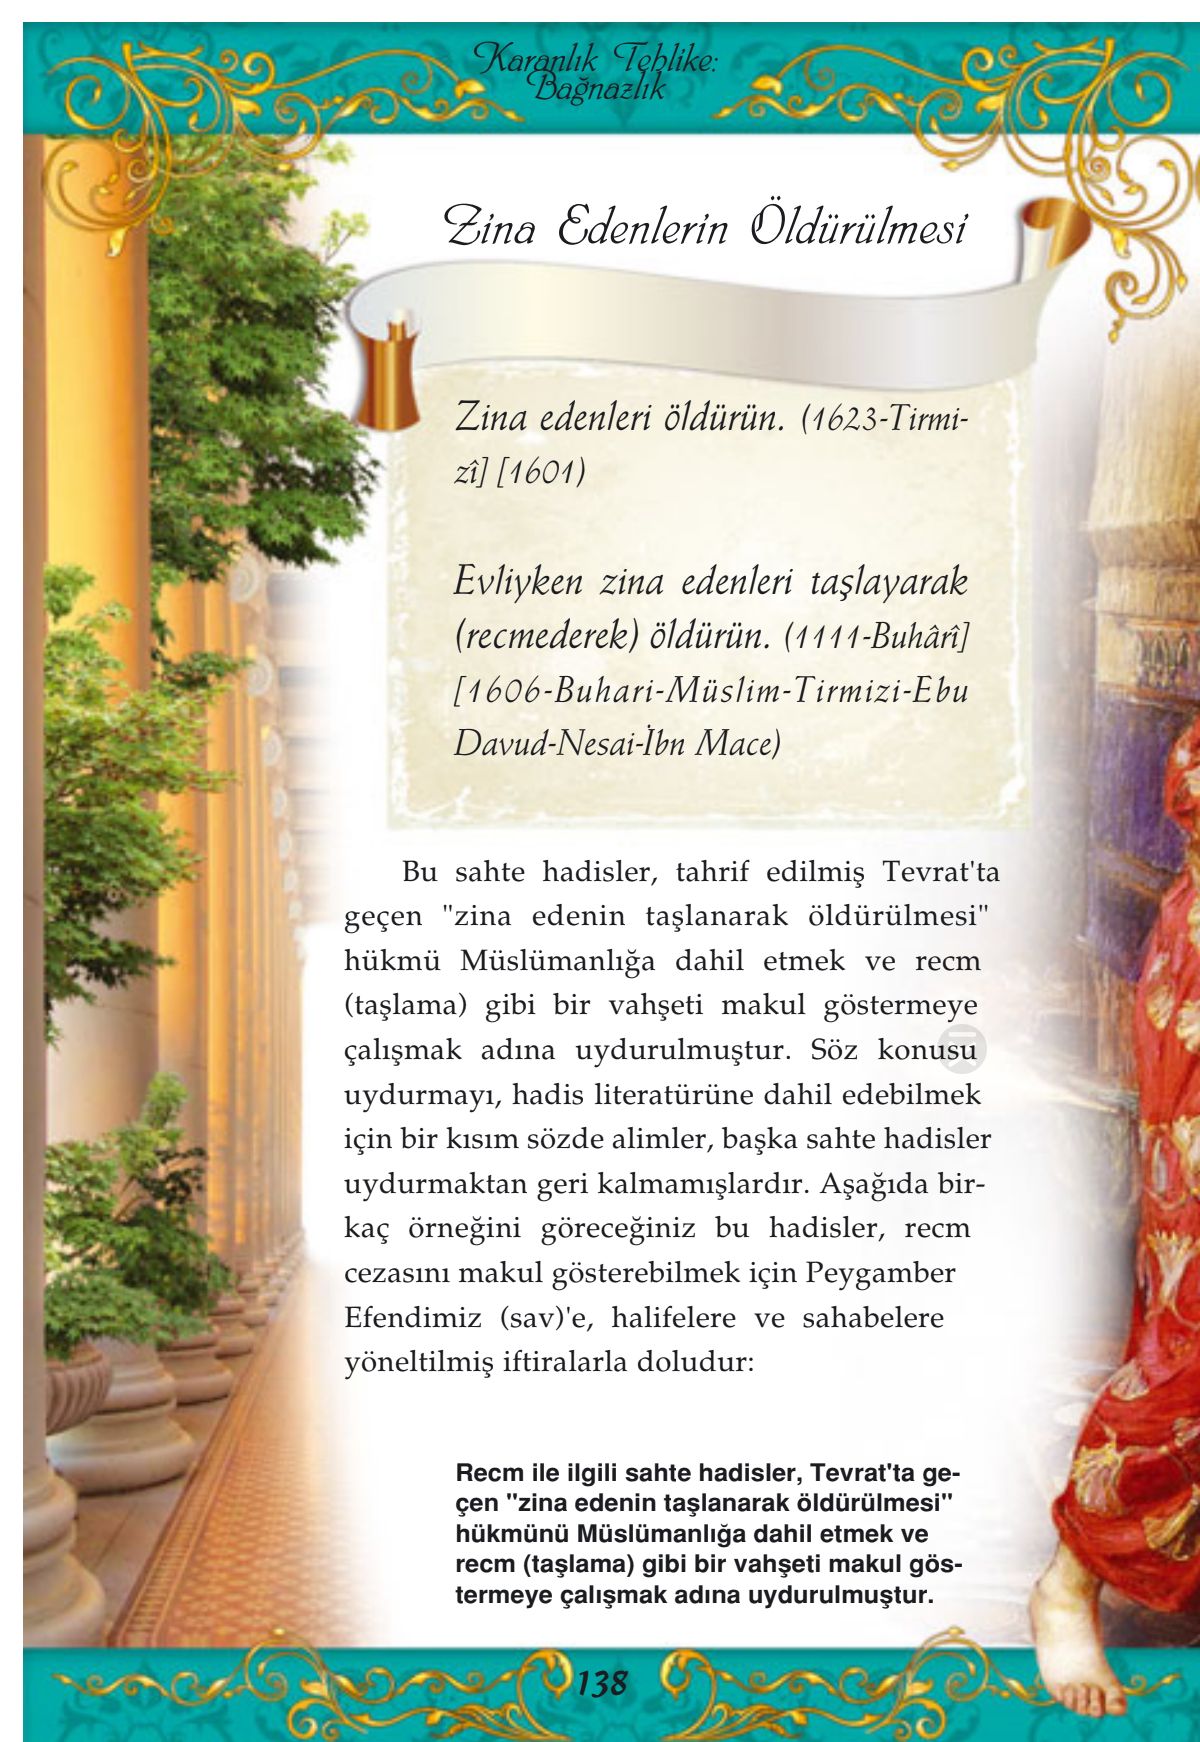 Karanlık Tehlike:
Bağnazlık
Zina Edenlerin Öldürülmesi
Zina edenleri öldürün. (1623-Tirmi-
zî] [1601)
Evliyken zina edenleri taşlayarak
(recmederek) öldürün. (1111-Buhârî]
[1606-Buhari-Müslim-Tirmizi-Ebu
Davud-Nesai-İbn Mace)
Bu sahte hadisler, tahrif edilmiş Tevrat'ta
geçen "zina edenin taşlanarak öldürülmesi"
hükmü Müslümanlığa dahil etmek ve recm
(taşlama) gibi bir vahşeti makul göstermeye
çalışmak adına uydurulmuştur. Söz konusu
uydurmayı, hadis literatürüne dahil edebilmek
için bir kısım sözde alimler, başka sahte hadisler
uydurmaktan geri kalmamışlardır. Aşağıda bir-
kaç örneğini göreceğiniz bu hadisler, recm
cezasını makul gösterebilmek için Peygamber
Efendimiz (sav)'e, halifelere ve sahabelere
yöneltilmiş iftiralarla doludur:
Recm ile ilgili sahte hadisler, Tevrat'ta ge-
çen "zina edenin taşlanarak öldürülmesi"
hükmünü Müslümanlığa dahil etmek ve
recm (taşlama) gibi bir vahşeti makul gös-
termeye çalışmak adına uydurulmuştur.
138